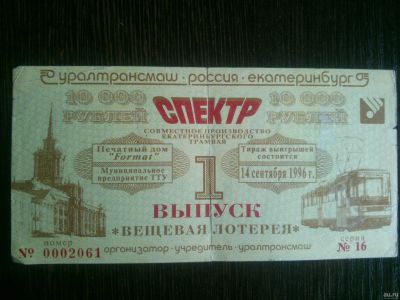 уралтрансмаш · россия · екатеринбург
10 000 РУБЛЕЙ
СПЕКТР
10 000 РУБЛЕЙ
СОВМЕСТНОЕ ПРОИЗВОДСТВО
ЕКАТЕРИНБУРГСКОГО
ТРАМВАЯ
Печатный дом
"Format"
Муниципальное
предприятие ТТУ
1
Тираж выигрышей
состоится
14 сентября 1996 г.
ВЫПУСК
*ВЕЩЕВАЯ ЛОТЕРЕЯ*
номер
№ 0002061
серия
№ 16
организатор - учредитель - уралтрансмаш
au.ru